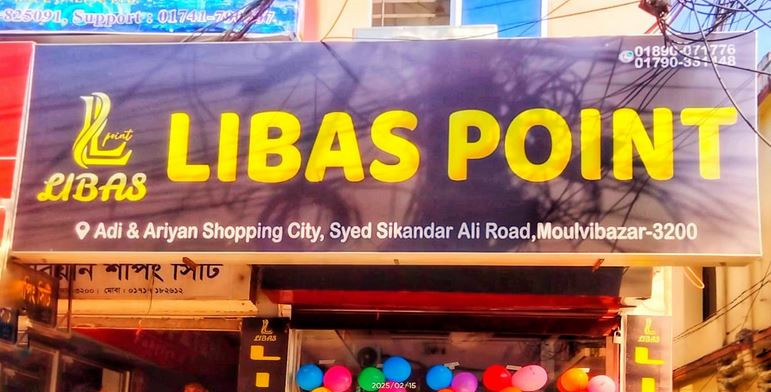 825091, Support : 01741-
01890-071776
point
LIBAS
LIBAS POINT
Adi & Ariyan Shopping City, Syed Sikandar Ali Road,Moulvibazar-3200
শপিং সিটি
LIBAS
LIBAS
2025/02/15